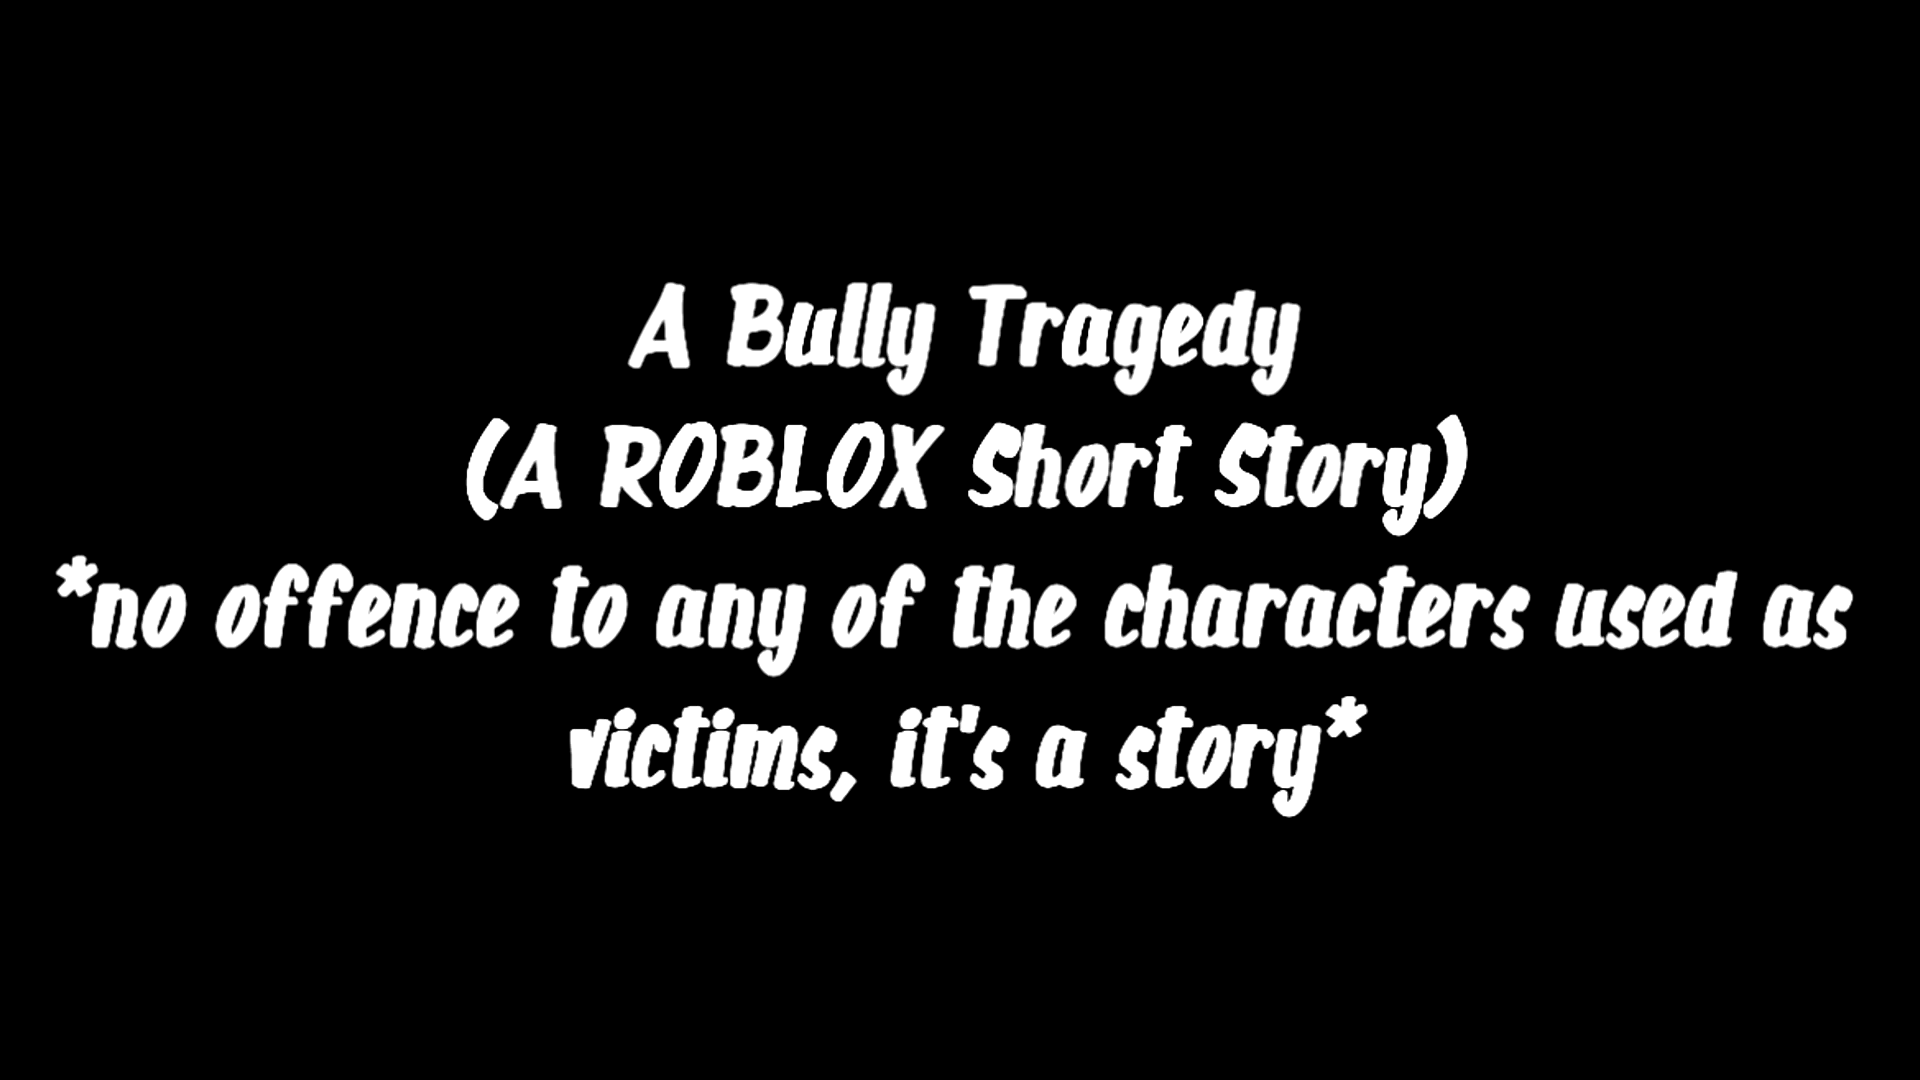 A Bully Tragedy
(A ROBLOX Short Story)
*no offence to any of the characters used as
victims, it's a story*